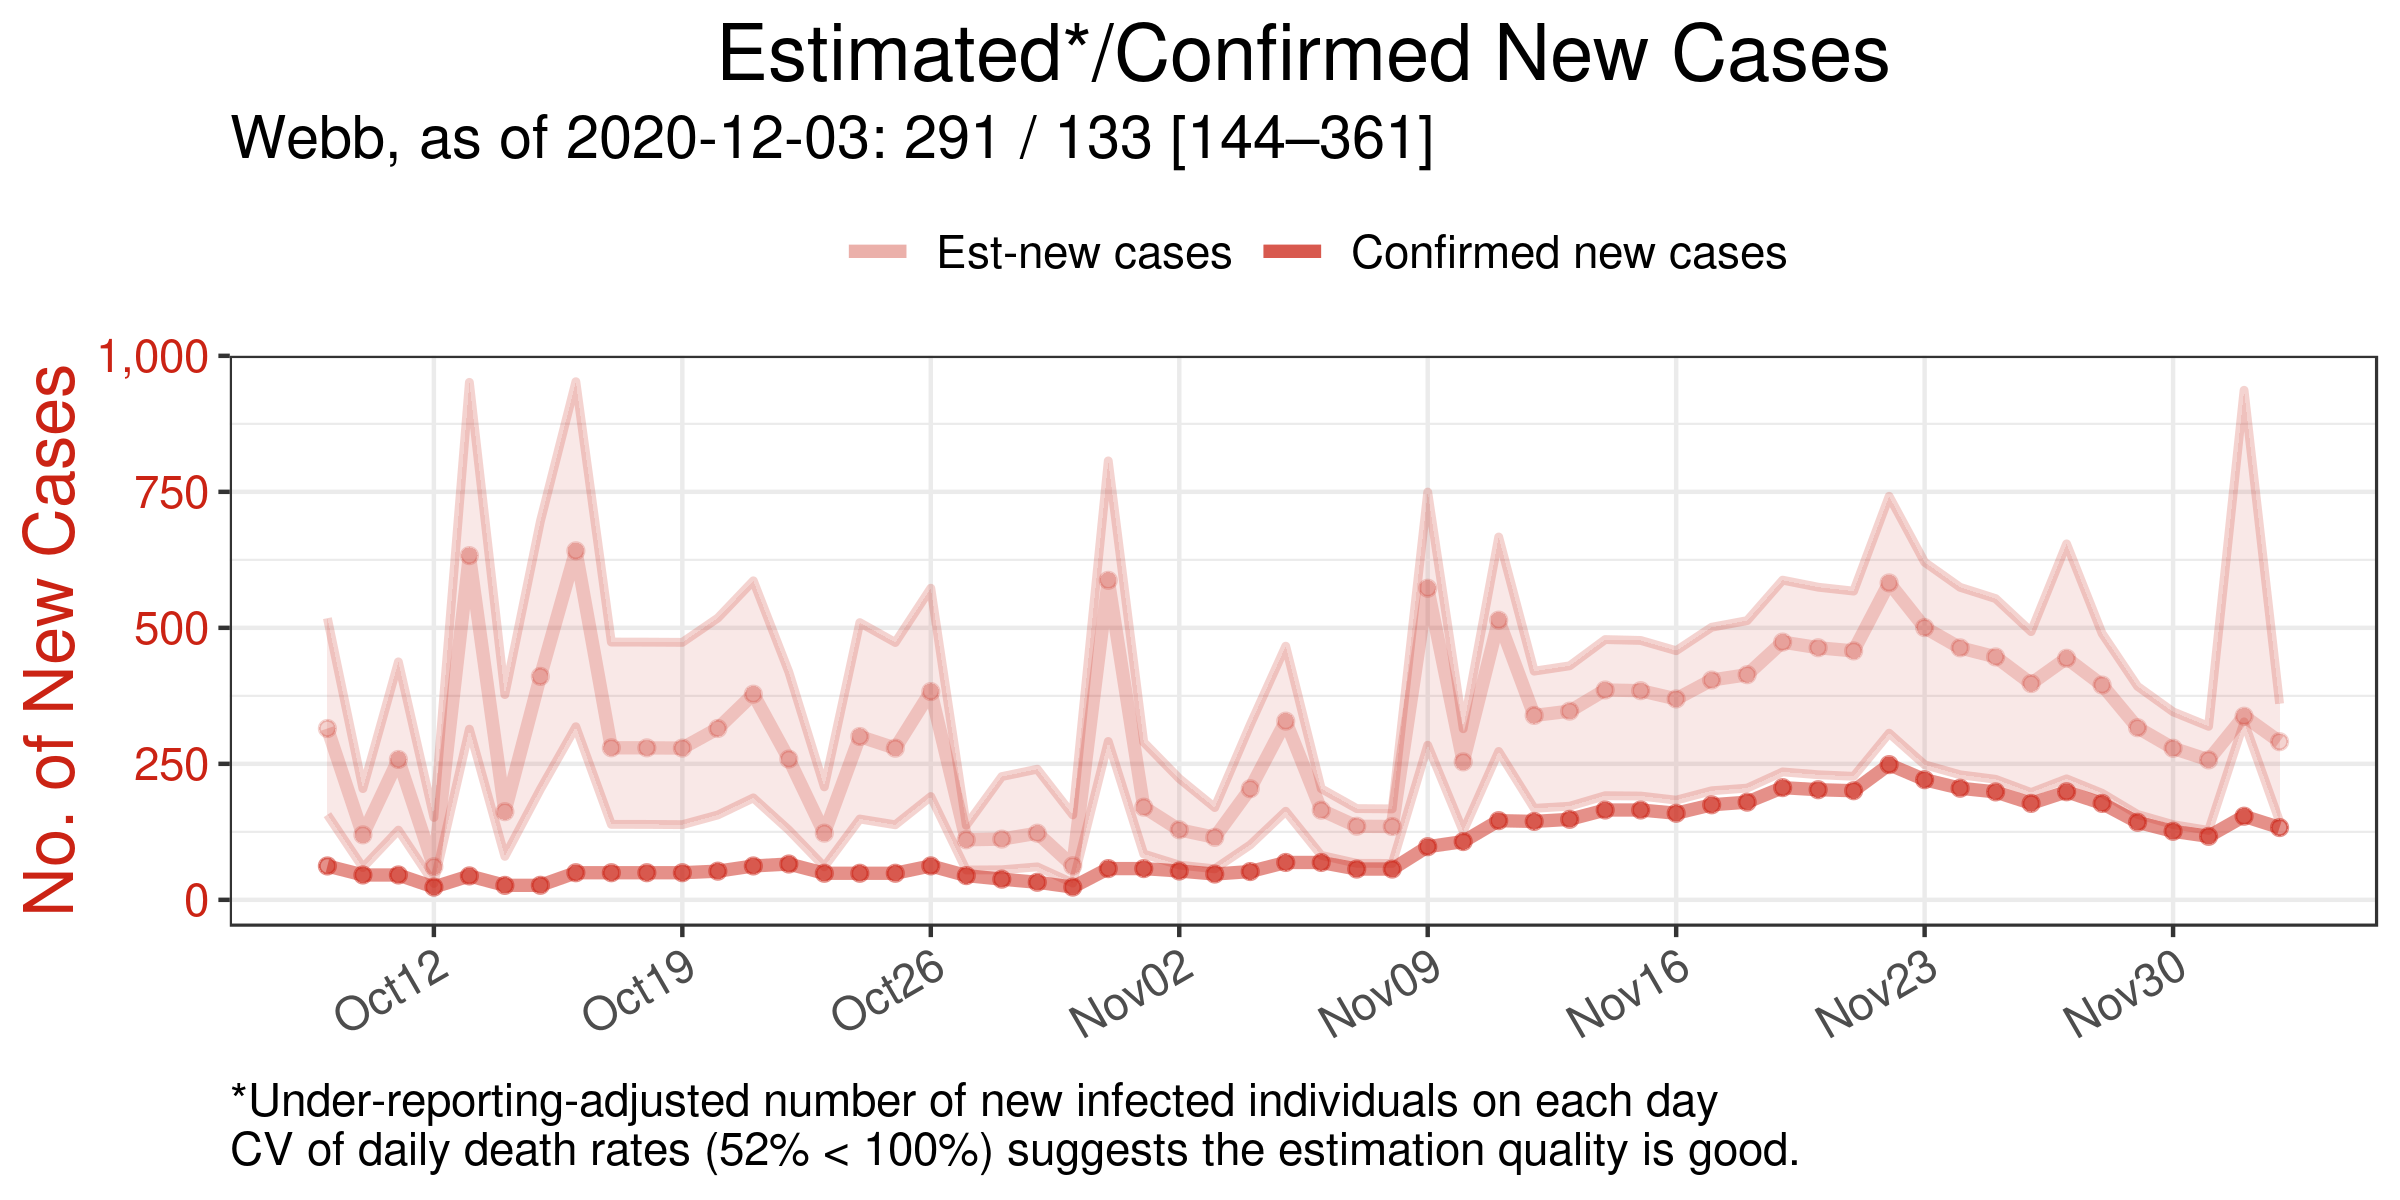 Estimated*/Confirmed New Cases
Webb, as of 2020-12-03: 291 / 133 [144–361]
Est-new cases Confirmed new cases
No. of New Cases
1,000
750
500
250
0
Oct12 Oct19 Oct26 Nov02 Nov09 Nov16 Nov23 Nov30
*Under-reporting-adjusted number of new infected individuals on each day
CV of daily death rates (52% < 100%) suggests the estimation quality is good.